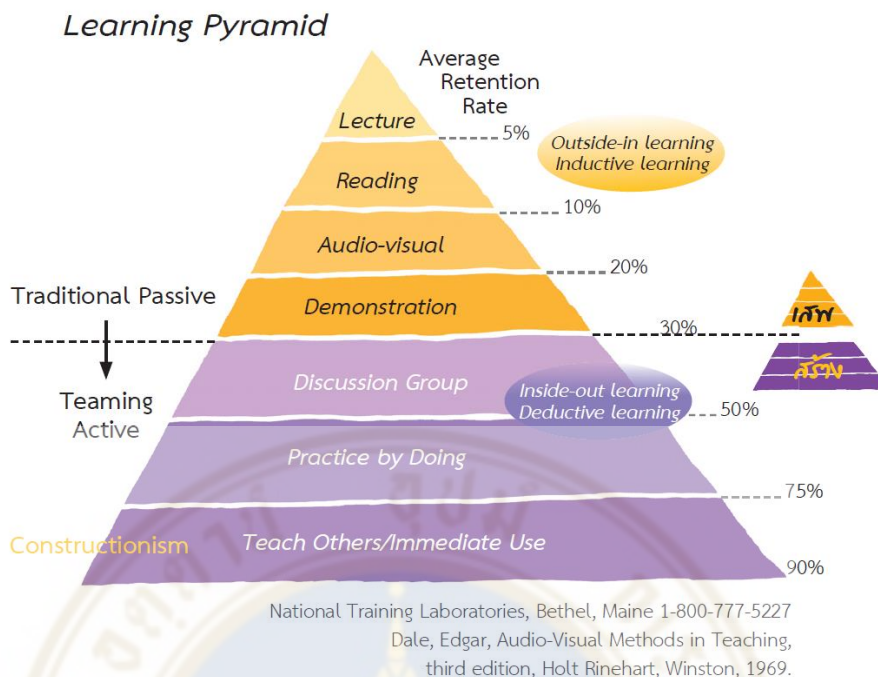 Learning Pyramid
Average
Retention
Rate
Lecture
5%
Outside-in learning
Inductive learning
Reading
10%
Audio-visual
20%
Traditional Passive
Demonstration
30%
เสพ
สร้าง
Teaming
Active
Discussion Group
Inside-out learning
Deductive learning
50%
Practice by Doing
75%
Constructionism
Teach Others/Immediate Use
90%
National Training Laboratories, Bethel, Maine 1-800-777-5227
Dale, Edgar, Audio-Visual Methods in Teaching,
third edition, Holt Rinehart, Winston, 1969.